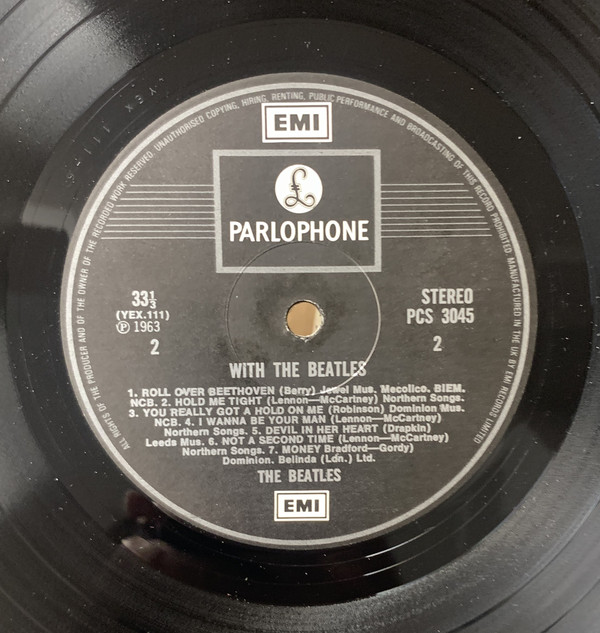 EMI
PARLOPHONE
33⅓
(YEX.111)
Ⓟ 1963
2
STEREO
PCS 3045
2
WITH THE BEATLES
1. ROLL OVER BEETHOVEN (Berry) Jewel Mus. Mecolico. BIEM.
NCB. 2. HOLD ME TIGHT (Lennon—McCartney) Northern Songs.
3. YOU REALLY GOT A HOLD ON ME (Robinson) Dominion Mus.
NCB. 4. I WANNA BE YOUR MAN (Lennon—McCartney)
Northern Songs. 5. DEVIL IN HER HEART (Drapkin)
Leeds Mus. 6. NOT A SECOND TIME (Lennon—McCartney)
Northern Songs. 7. MONEY Bradford—Gordy)
Dominion. Belinda (Ldn.) Ltd.
THE BEATLES
EMI
ALL RIGHTS OF THE PRODUCER AND OF THE OWNER OF THE RECORDED WORK RESERVED. UNAUTHORISED COPYING, HIRING, RENTING, PUBLIC PERFORMANCE AND BROADCASTING OF THIS RECORD PROHIBITED. MANUFACTURED IN THE UK BY EMI RECORDS LIMITED